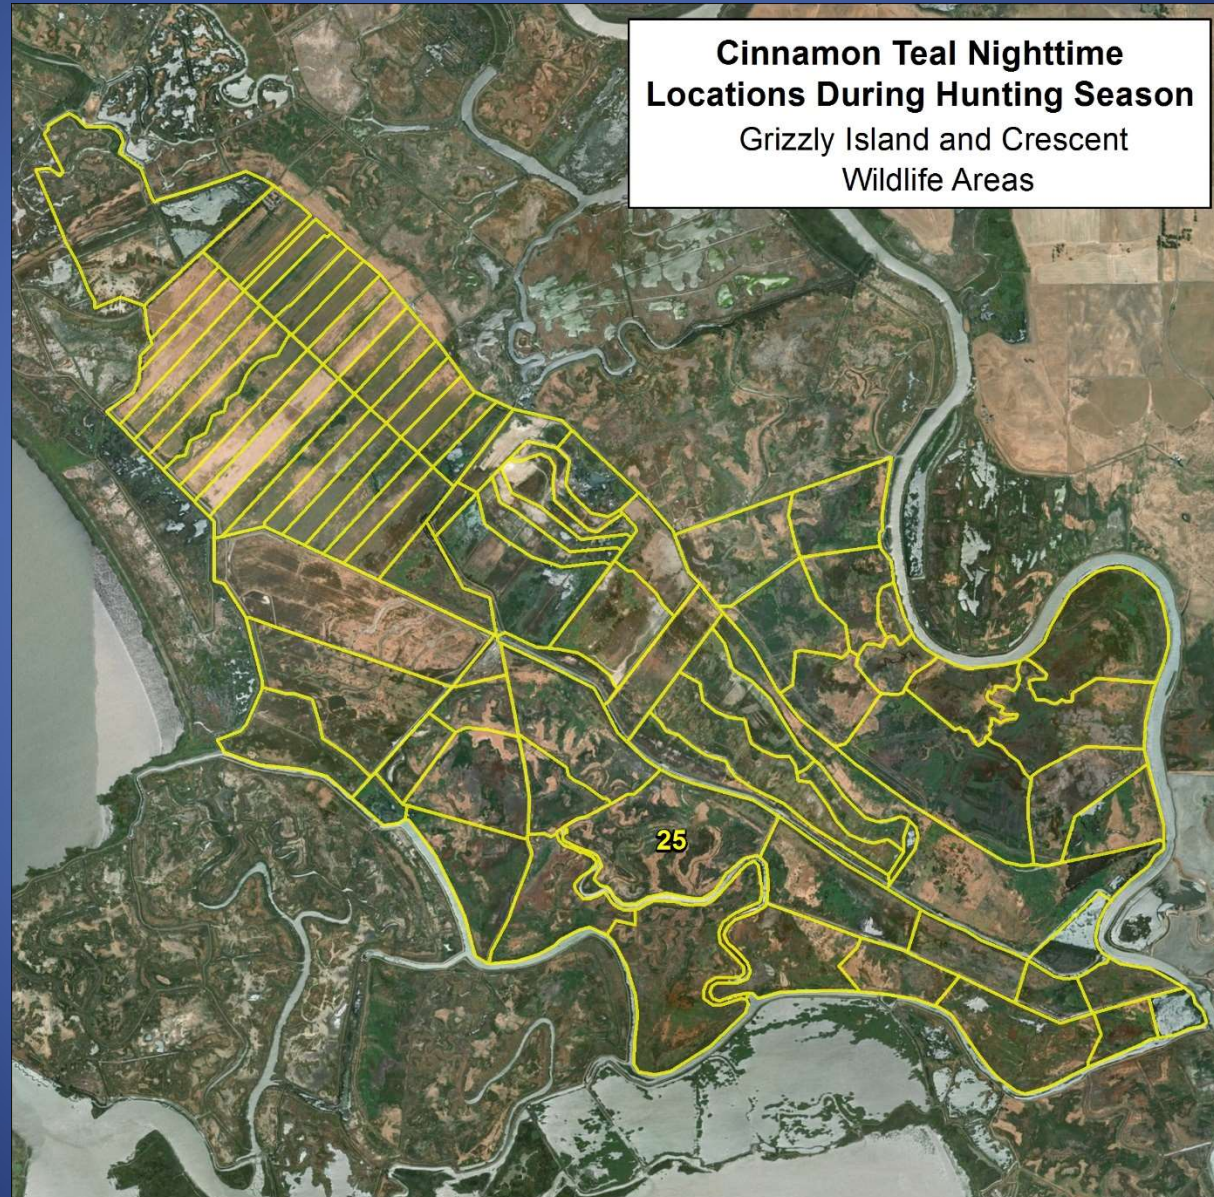 Cinnamon Teal Nighttime
Locations During Hunting Season
Grizzly Island and Crescent
Wildlife Areas
25